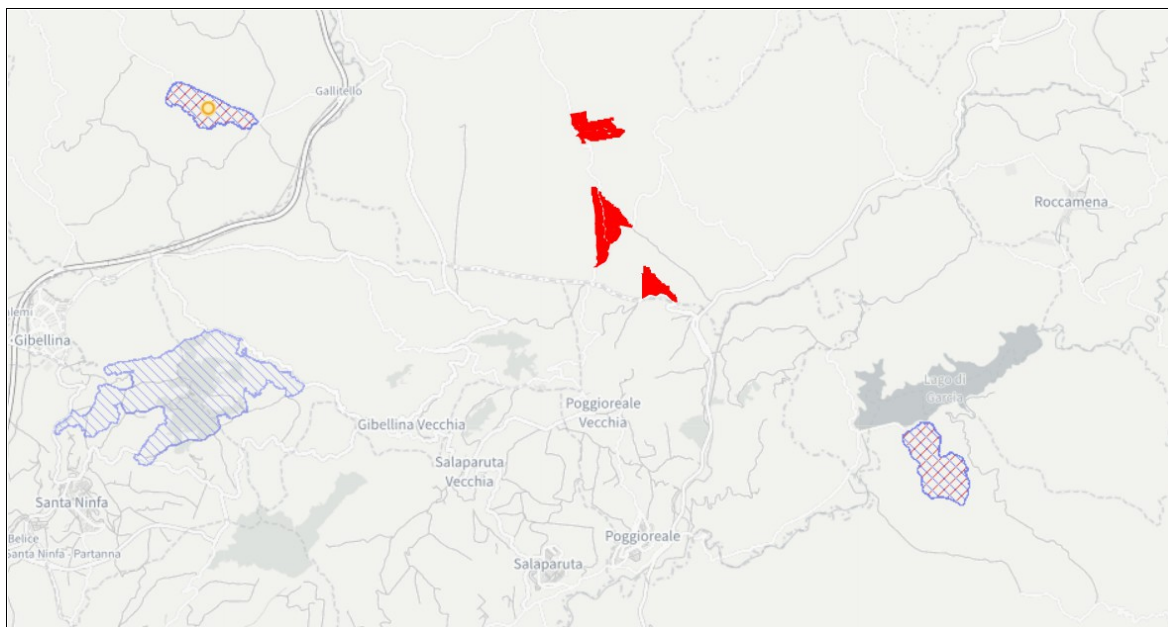 Gallitello
Roccamena
alemi
Gibellina
Lago di
Garcia
Poggioreale
Vecchia
Gibellina Vecchia
Salaparuta
Vecchia
Santa Ninfa
Belice
Santa Ninfa - Partanna
Poggioreale
Salaparuta